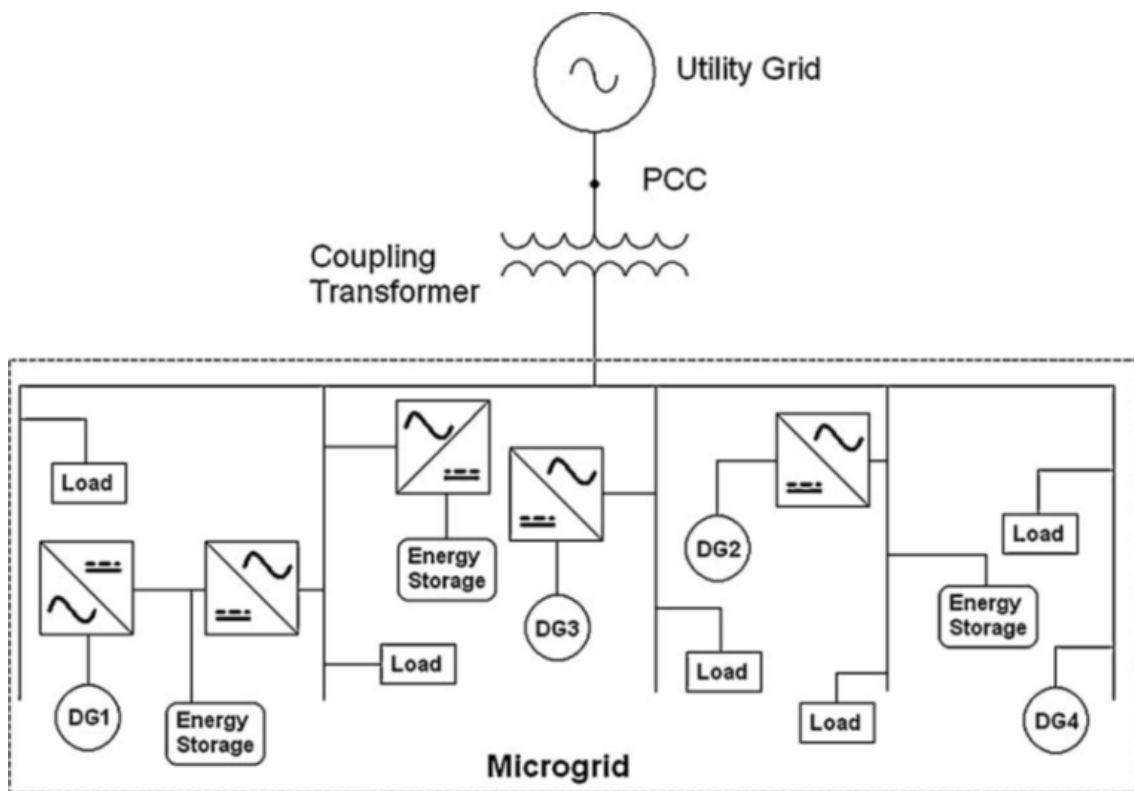 Utility Grid
PCC
Coupling
Transformer
Load
Energy
Storage
DG3
DG2
Load
Energy
Storage
Load
Load
Load
DG1
Energy
Storage
DG4
Microgrid